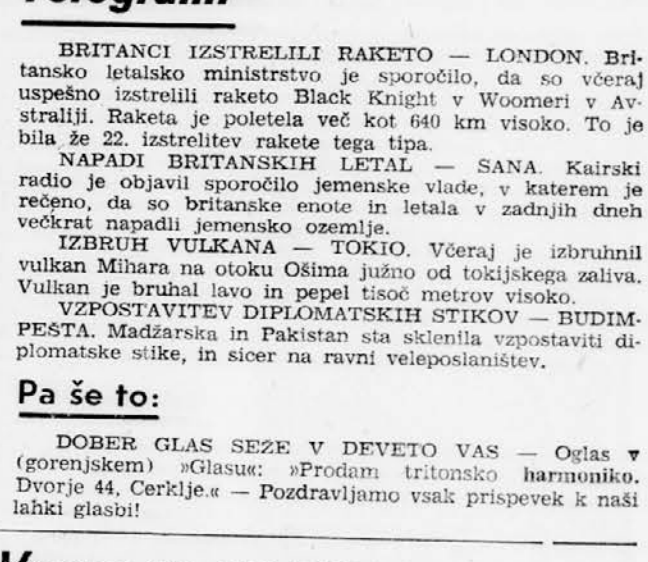 BRITANCI IZSTRELILI RAKETO — LONDON. Bri-
tansko letalsko ministrstvo je sporočilo, da so včeraj
uspešno izstrelili raketo Black Knight v Woomeri v Av-
straliji. Raketa je poletela več kot 640 km visoko. To je
bila že 22. izstrelitev rakete tega tipa.
NAPADI BRITANSKIH LETAL — SANA. Kairski
radio je objavil sporočilo jemenske vlade, v katerem je
rečeno, da so britanske enote in letala v zadnjih dneh
večkrat napadli jemensko ozemlje.
IZBRUH VULKANA — TOKIO. Včeraj je izbruhnil
vulkan Mihara na otoku Ošima južno od tokijskega zaliva.
Vulkan je bruhal lavo in pepel tisoč metrov visoko.
VZPOSTAVITEV DIPLOMATSKIH STIKOV — BUDIM-
PEŠTA. Madžarska in Pakistan sta sklenila vzpostaviti di-
plomatske stike, in sicer na ravni veleposlaništev.
Pa še to:
DOBER GLAS SEŽE V DEVETO VAS — Oglas v
(gorenjskem) »Glasu«: »Prodam tritonsko harmoniko.
Dvorje 44, Cerklje.« — Pozdravljamo vsak prispevek k naši
lahki glasbi!